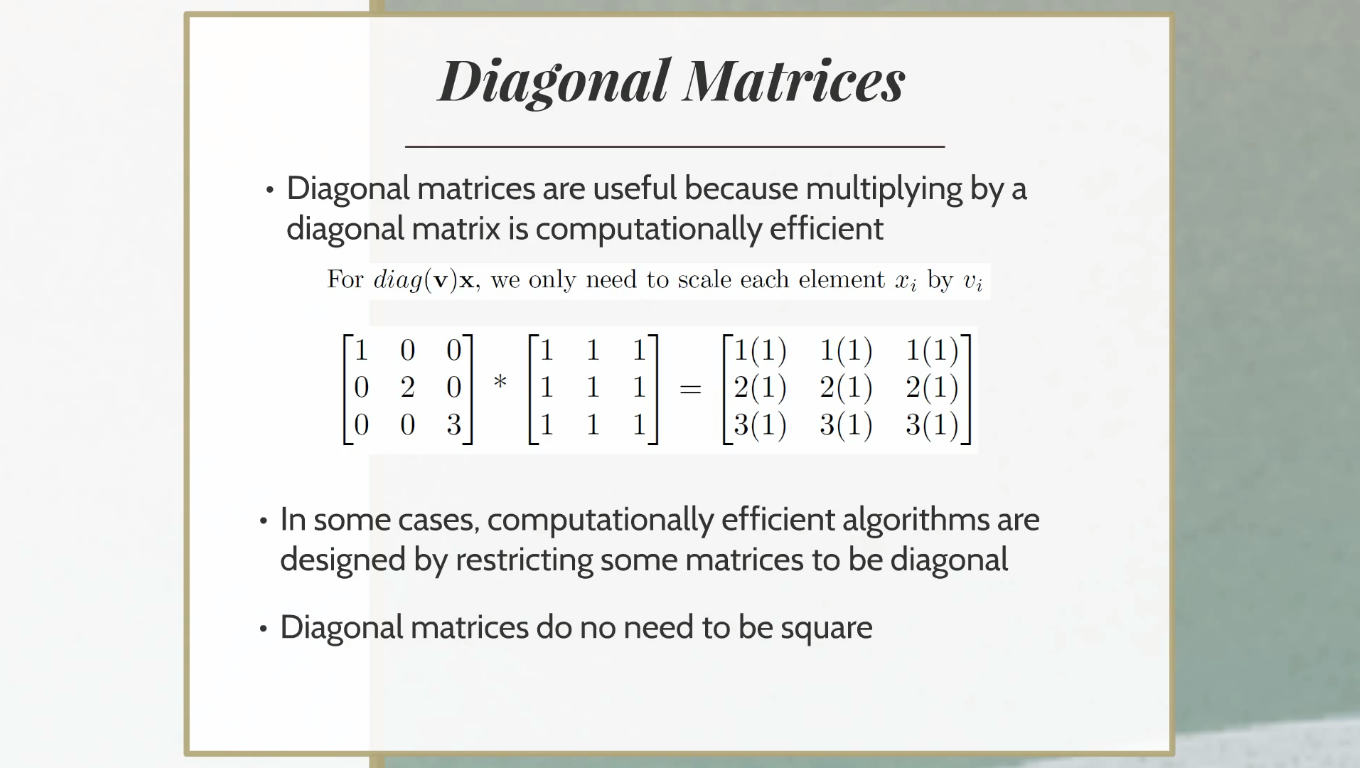 Diagonal Matrices
• Diagonal matrices are useful because multiplying by a
diagonal matrix is computationally efficient
For diag(v)x, we only need to scale each element xᵢ by vᵢ
[1 0 0] [1 1 1] [1(1) 1(1) 1(1)]
[0 2 0] * [1 1 1] = [2(1) 2(1) 2(1)]
[0 0 3] [1 1 1] [3(1) 3(1) 3(1)]
• In some cases, computationally efficient algorithms are
designed by restricting some matrices to be diagonal
• Diagonal matrices do no need to be square